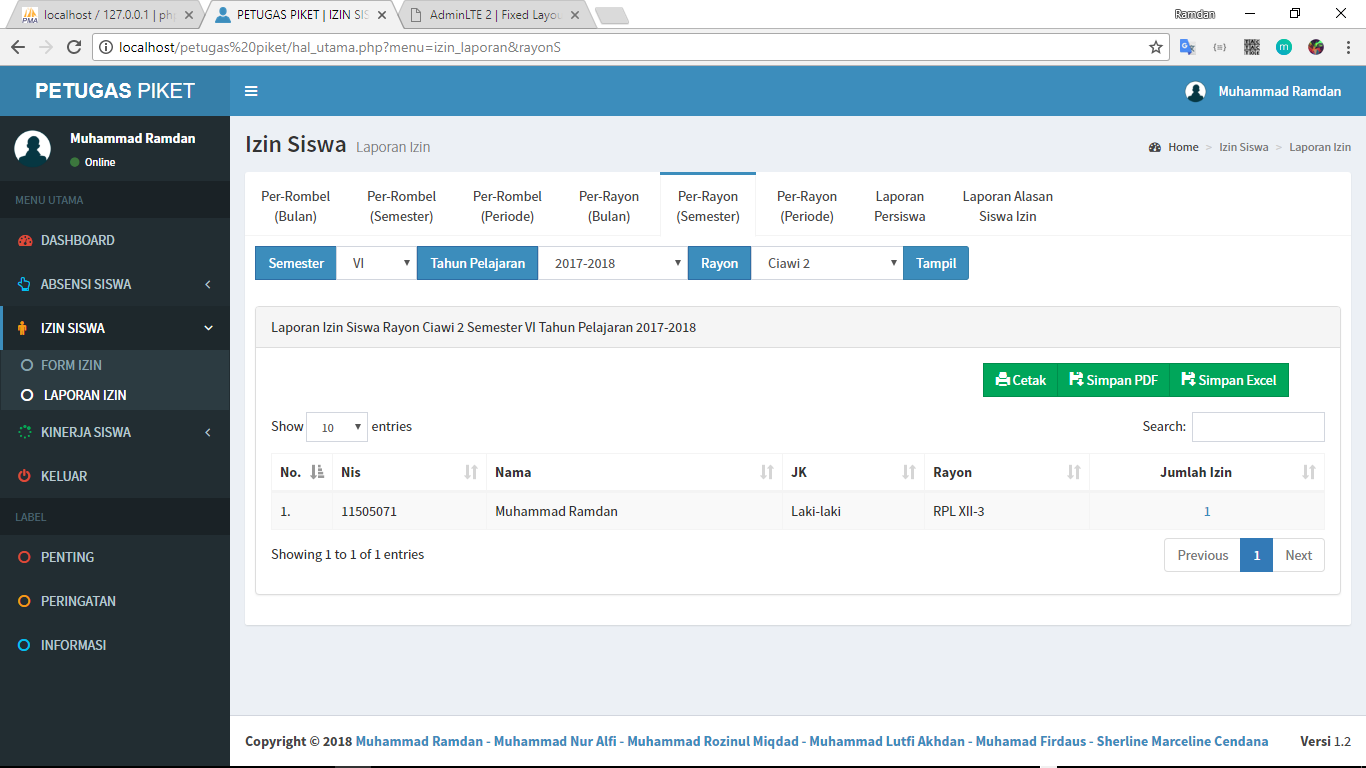 localhost / 127.0.0.1 | ph
PETUGAS PIKET | IZIN SIS
AdminLTE 2 | Fixed Layou
Ramdan
localhost/petugas%20piket/hal_utama.php?menu=izin_laporan&rayonS
PETUGAS PIKET
Muhammad Ramdan
Muhammad Ramdan
Online
MENU UTAMA
DASHBOARD
ABSENSI SISWA
IZIN SISWA
FORM IZIN
LAPORAN IZIN
KINERJA SISWA
KELUAR
LABEL
PENTING
PERINGATAN
INFORMASI
Izin Siswa Laporan Izin
Home > Izin Siswa > Laporan Izin
Per-Rombel (Bulan)
Per-Rombel (Semester)
Per-Rombel (Periode)
Per-Rayon (Bulan)
Per-Rayon (Semester)
Per-Rayon (Periode)
Laporan Persiswa
Laporan Alasan Siswa Izin
Semester VI Tahun Pelajaran 2017-2018 Rayon Ciawi 2 Tampil
Laporan Izin Siswa Rayon Ciawi 2 Semester VI Tahun Pelajaran 2017-2018
Cetak Simpan PDF Simpan Excel
Show 10 entries Search:
No. Nis Nama JK Rayon Jumlah Izin
1. 11505071 Muhammad Ramdan Laki-laki RPL XII-3 1
Showing 1 to 1 of 1 entries
Previous 1 Next
Copyright © 2018 Muhammad Ramdan - Muhammad Nur Alfi - Muhammad Rozinul Miqdad - Muhammad Lutfi Akhdan - Muhamad Firdaus - Sherline Marceline Cendana
Versi 1.2